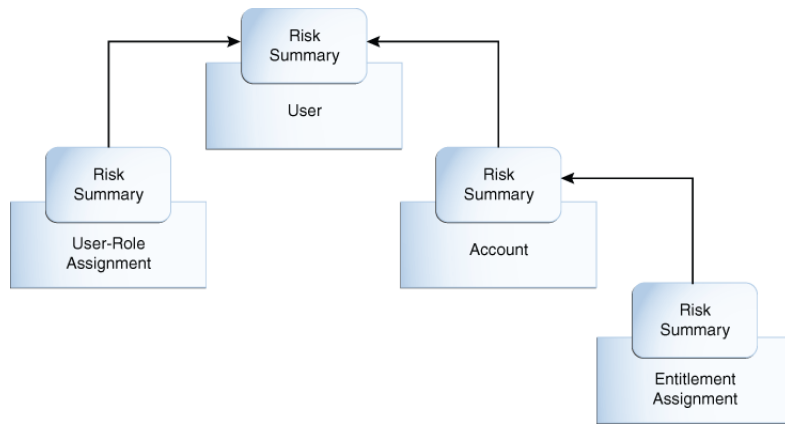 Risk
Summary
User
Risk
Summary
User-Role
Assignment
Risk
Summary
Account
Risk
Summary
Entitlement
Assignment